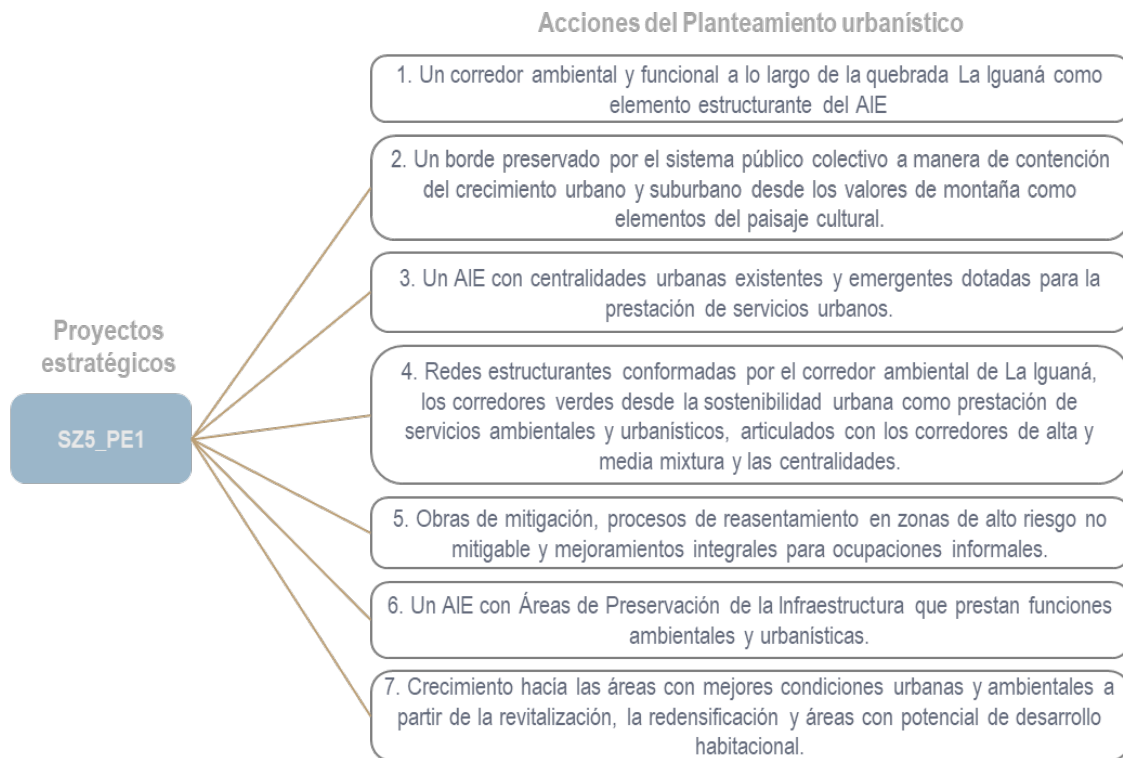 Acciones del Planteamiento urbanístico
1. Un corredor ambiental y funcional a lo largo de la quebrada La Iguaná como
elemento estructurante del AIE
2. Un borde preservado por el sistema público colectivo a manera de contención
del crecimiento urbano y suburbano desde los valores de montaña como
elementos del paisaje cultural.
3. Un AIE con centralidades urbanas existentes y emergentes dotadas para la
prestación de servicios urbanos.
Proyectos
estratégicos
SZ5_PE1
4. Redes estructurantes conformadas por el corredor ambiental de La Iguaná,
los corredores verdes desde la sostenibilidad urbana como prestación de
servicios ambientales y urbanísticos, articulados con los corredores de alta y
media mixtura y las centralidades.
5. Obras de mitigación, procesos de reasentamiento en zonas de alto riesgo no
mitigable y mejoramientos integrales para ocupaciones informales.
6. Un AIE con Áreas de Preservación de la Infraestructura que prestan funciones
ambientales y urbanísticas.
7. Crecimiento hacia las áreas con mejores condiciones urbanas y ambientales a
partir de la revitalización, la redensificación y áreas con potencial de desarrollo
habitacional.